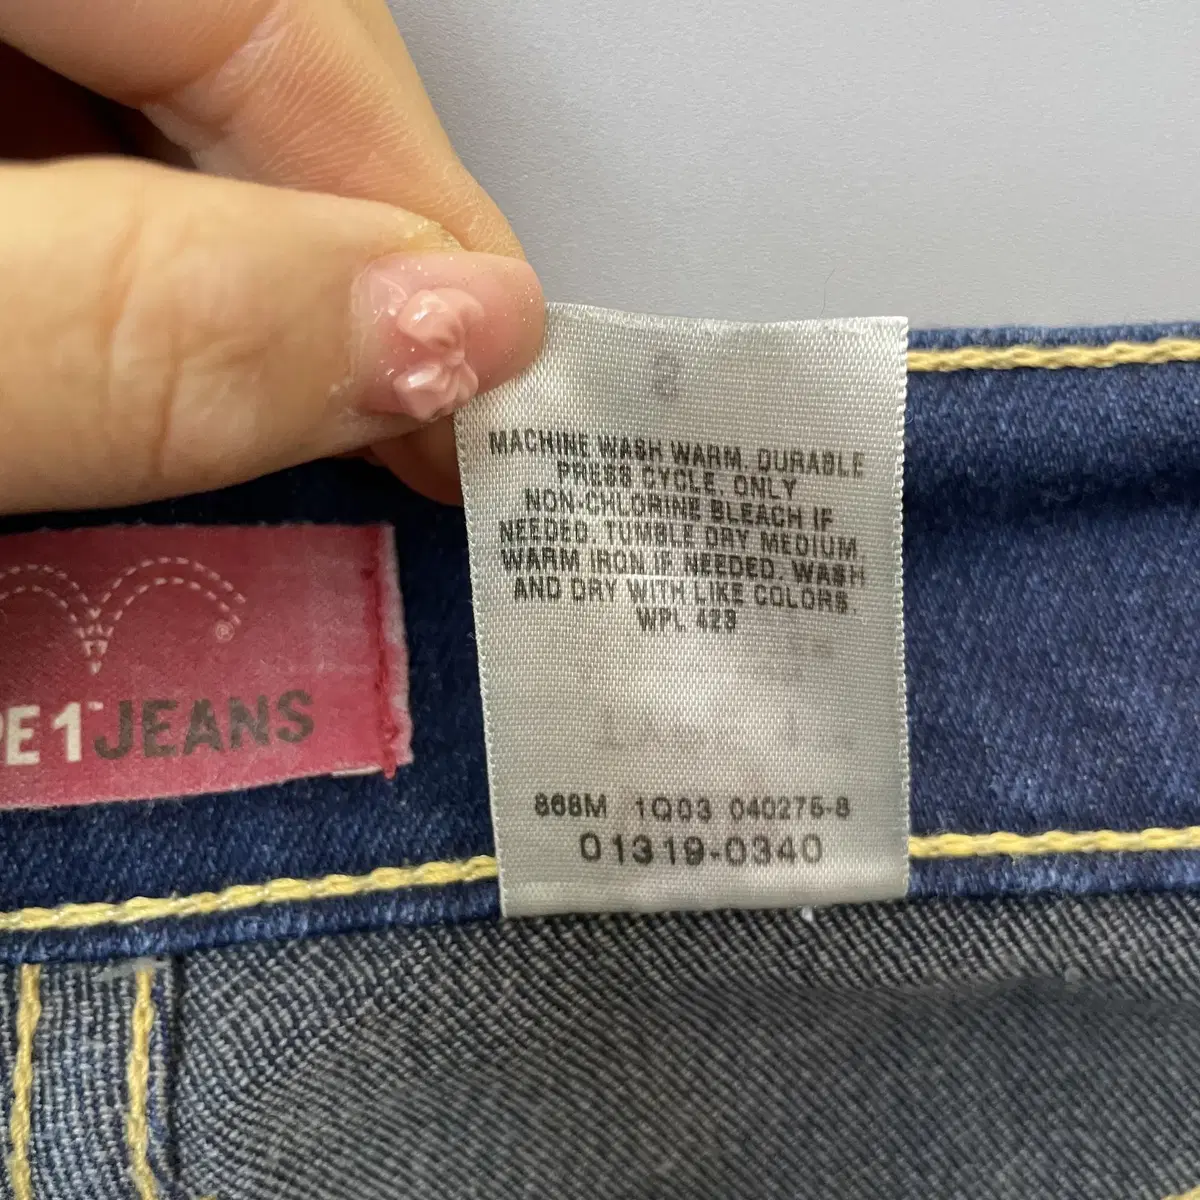 MACHINE WASH WARM. DURABLE
PRESS CYCLE. ONLY
NON-CHLORINE BLEACH IF
NEEDED. TUMBLE DRY MEDIUM.
WARM IRON IF NEEDED. WASH
AND DRY WITH LIKE COLORS.
WPL 423
868M 1Q03 040275-8
01319-0340
®
PE 1™ JEANS